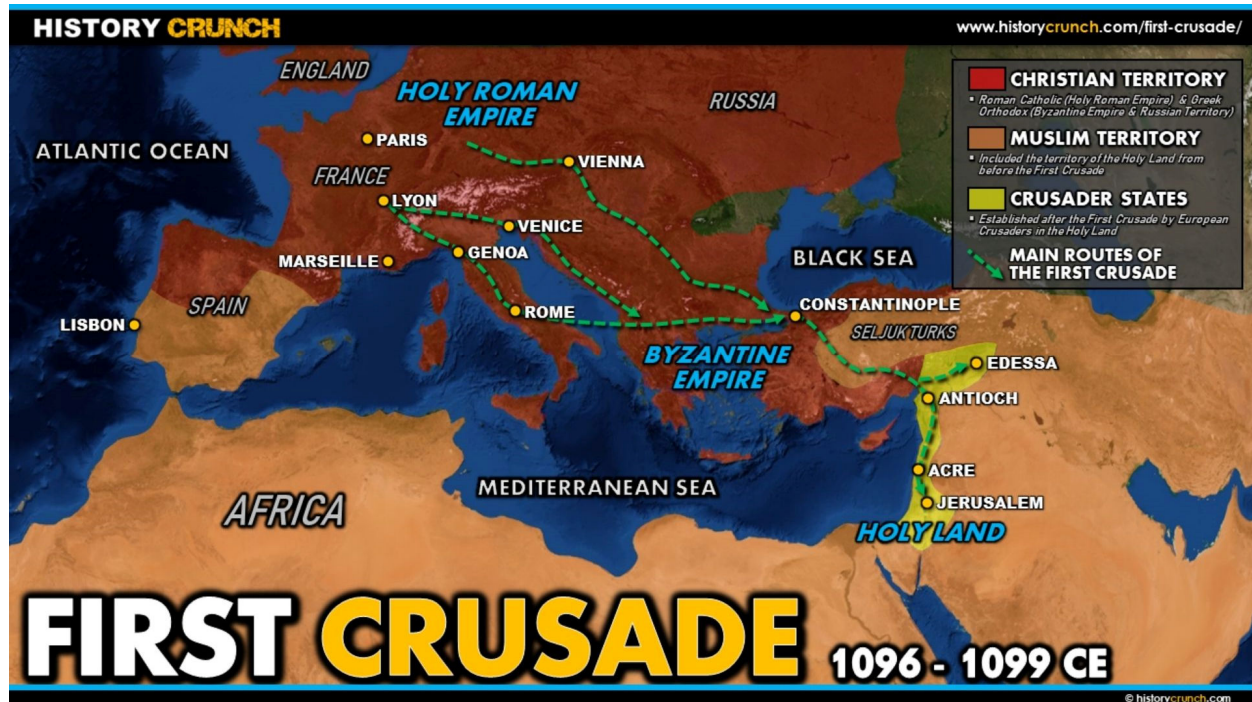 HISTORY CRUNCH
www.historycrunch.com/first-crusade/
CHRISTIAN TERRITORY
▪ Roman Catholic (Holy Roman Empire) & Greek
Orthodox (Byzantine Empire & Russian Territory)
MUSLIM TERRITORY
▪ Included the territory of the Holy Land from
before the First Crusade
CRUSADER STATES
▪ Established after the First Crusade by European
Crusaders in the Holy Land
MAIN ROUTES OF
THE FIRST CRUSADE
ENGLAND
HOLY ROMAN
EMPIRE
RUSSIA
PARIS
ATLANTIC OCEAN
VIENNA
FRANCE
LYON
VENICE
GENOA
MARSEILLE
BLACK SEA
SPAIN
CONSTANTINOPLE
ROME
LISBON
SELJUK TURKS
BYZANTINE
EMPIRE
EDESSA
ANTIOCH
ACRE
MEDITERRANEAN SEA
JERUSALEM
AFRICA
HOLY LAND
FIRST CRUSADE
1096 - 1099 CE
© historycrunch.com